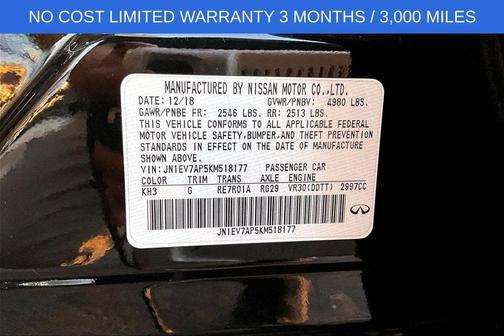 NO COST LIMITED WARRANTY 3 MONTHS / 3,000 MILES
MANUFACTURED BY NISSAN MOTOR CO.,LTD.
DATE: 12/18 GVWR/PNBV: 4980 LBS.
GAWR/PNBE FR: 2546 LBS. RR: 2513 LBS.
THIS VEHICLE CONFORMS TO ALL APPLICABLE FEDERAL
MOTOR VEHICLE SAFETY, BUMPER, AND THEFT PREVENTION
STANDARDS IN EFFECT ON THE DATE OF MANUFACTURE
SHOWN ABOVE.
VIN: JN1EV7AP5KM518177 PASSENGER CAR
COLOR TRIM TRANS AXLE ENGINE
KH3 G RE7R01A RG29 VR30(DDTT) 2997CC
JN1EV7AP5KM518177